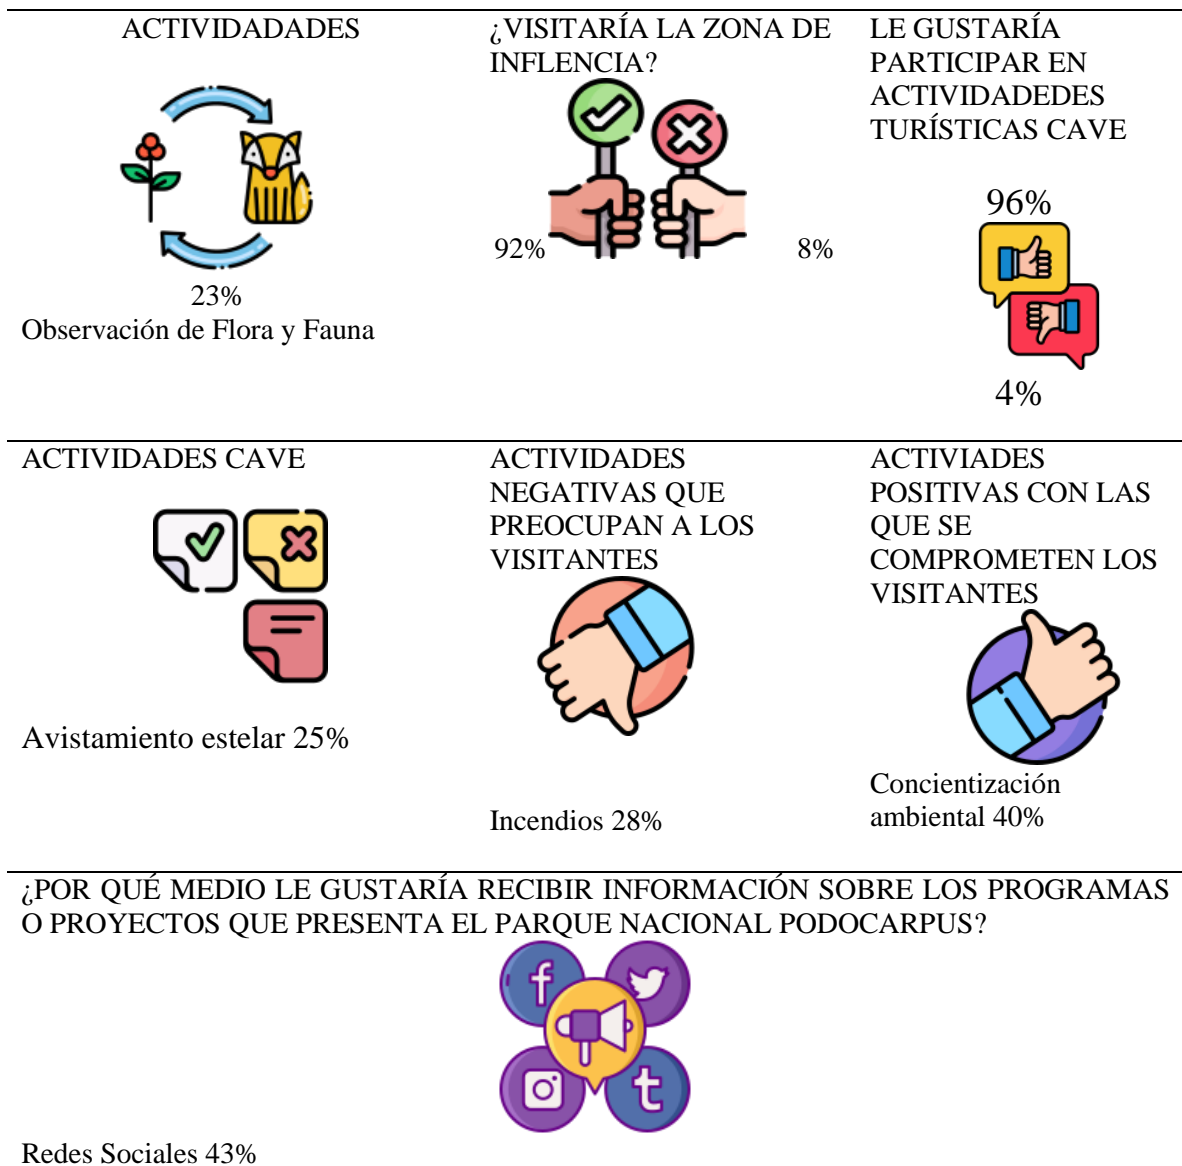 ACTIVIDADADES
23%
Observación de Flora y Fauna
¿VISITARÍA LA ZONA DE
INFLENCIA?
92%
8%
LE GUSTARÍA
PARTICIPAR EN
ACTIVIDADEDES
TURÍSTICAS CAVE
96%
4%
ACTIVIDADES CAVE
Avistamiento estelar 25%
ACTIVIDADES
NEGATIVAS QUE
PREOCUPAN A LOS
VISITANTES
Incendios 28%
ACTIVIADES
POSITIVAS CON LAS
QUE SE
COMPROMETEN LOS
VISITANTES
Concientización
ambiental 40%
¿POR QUÉ MEDIO LE GUSTARÍA RECIBIR INFORMACIÓN SOBRE LOS PROGRAMAS
O PROYECTOS QUE PRESENTA EL PARQUE NACIONAL PODOCARPUS?
Redes Sociales 43%